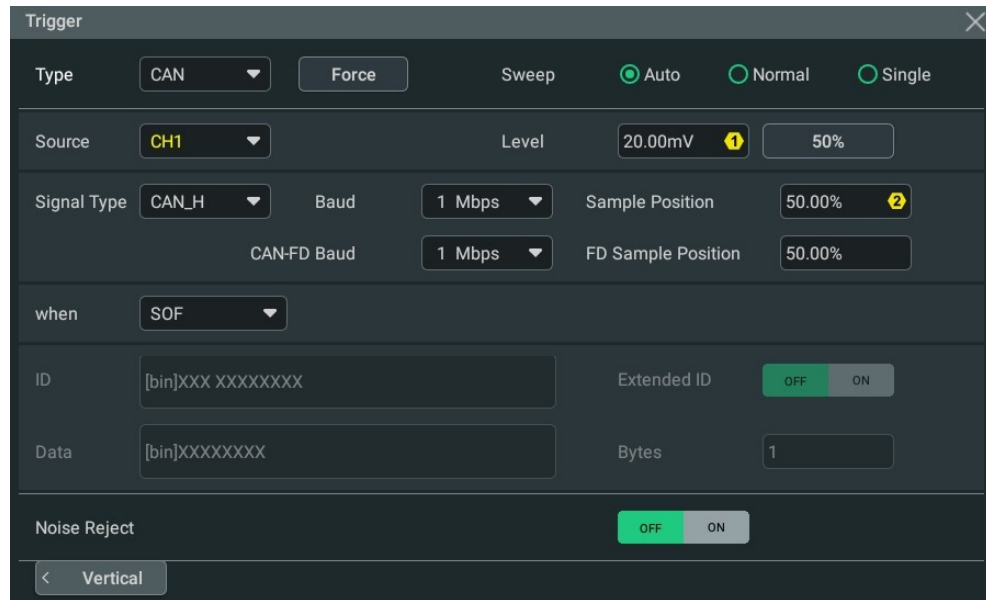 Trigger
Type CAN Force Sweep Auto Normal Single
Source CH1 Level 20.00mV 1 50%
Signal Type CAN_H Baud 1 Mbps Sample Position 50.00% 2
CAN-FD Baud 1 Mbps FD Sample Position 50.00%
when SOF
ID [bin]XXX XXXXXXXX Extended ID OFF ON
Data [bin]XXXXXXXX Bytes 1
Noise Reject OFF ON
< Vertical